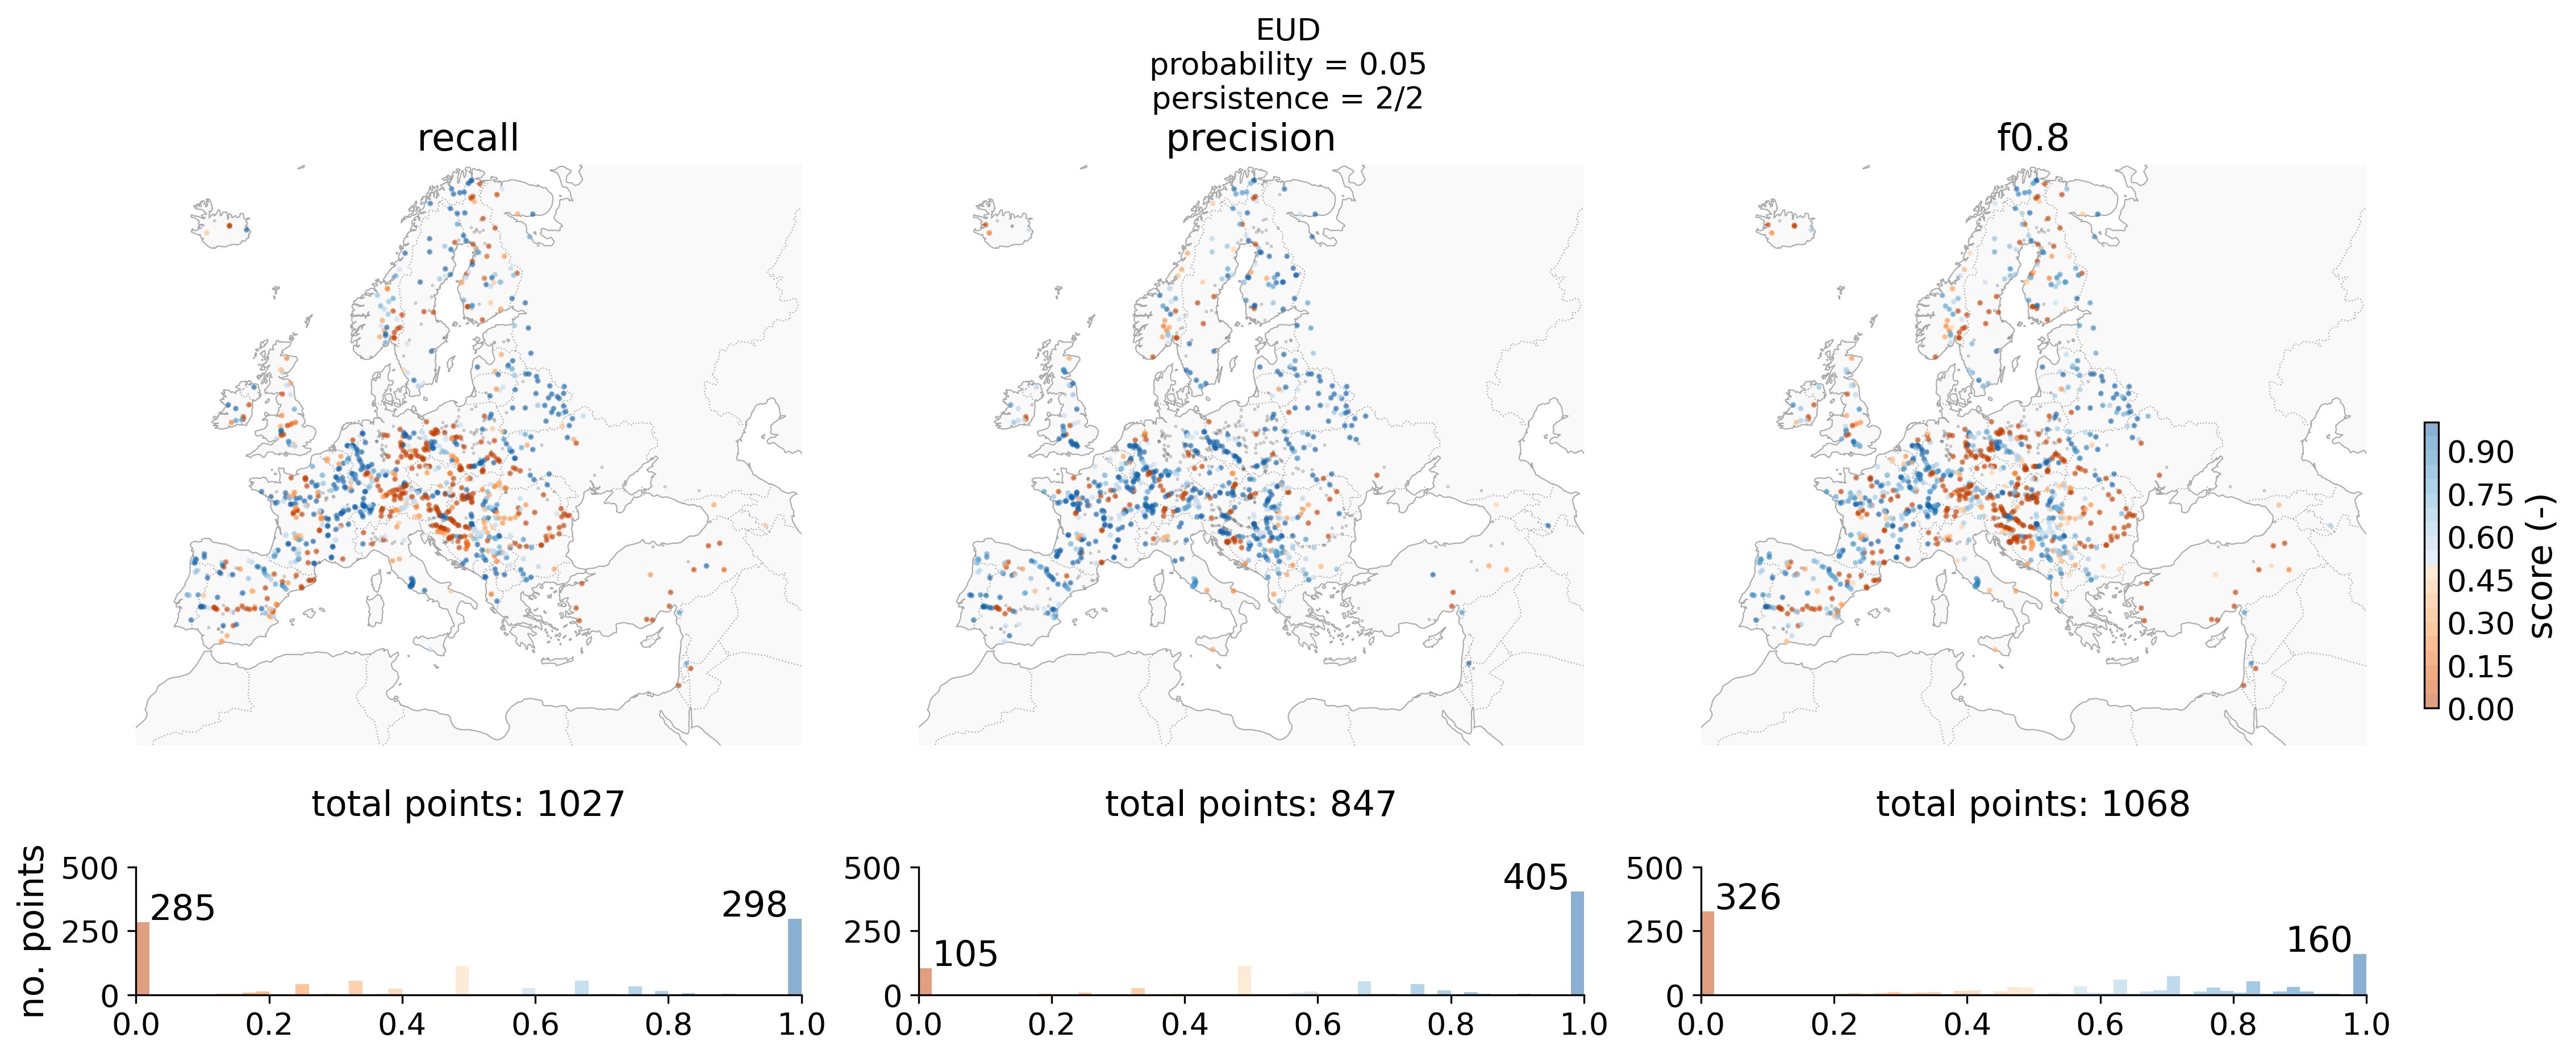 EUD
probability = 0.05
persistence = 2/2
recall
precision
f0.8
0.90
0.75
0.60
0.45
0.30
0.15
0.00
score (-)
total points: 1027
total points: 847
total points: 1068
no. points
500
250
0
285
298
0.0 0.2 0.4 0.6 0.8 1.0
500
250
0
105
405
0.0 0.2 0.4 0.6 0.8 1.0
500
250
0
326
160
0.0 0.2 0.4 0.6 0.8 1.0